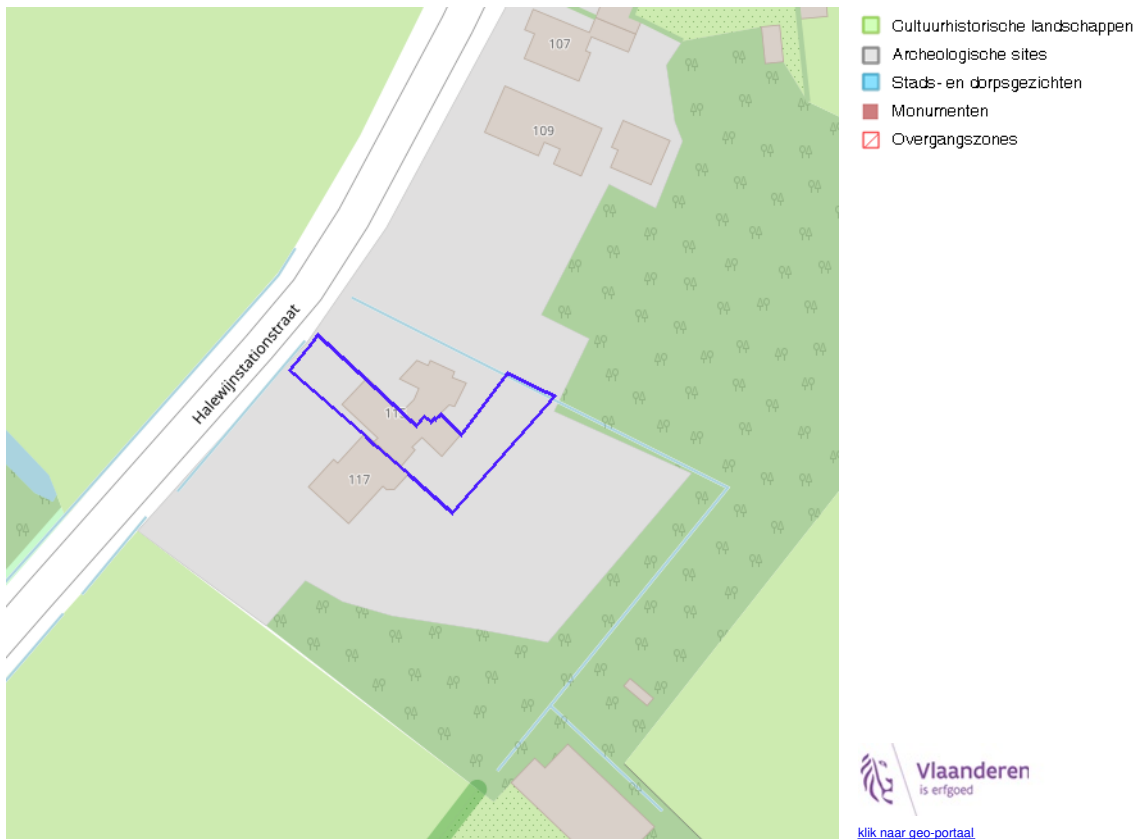 107
109
Halewijnstationstraat
117
Cultuurhistorische landschappen
Archeologische sites
Stads- en dorpsgezichten
Monumenten
Overgangszones
Vlaanderen
is erfgoed
klik naar geo-portaal